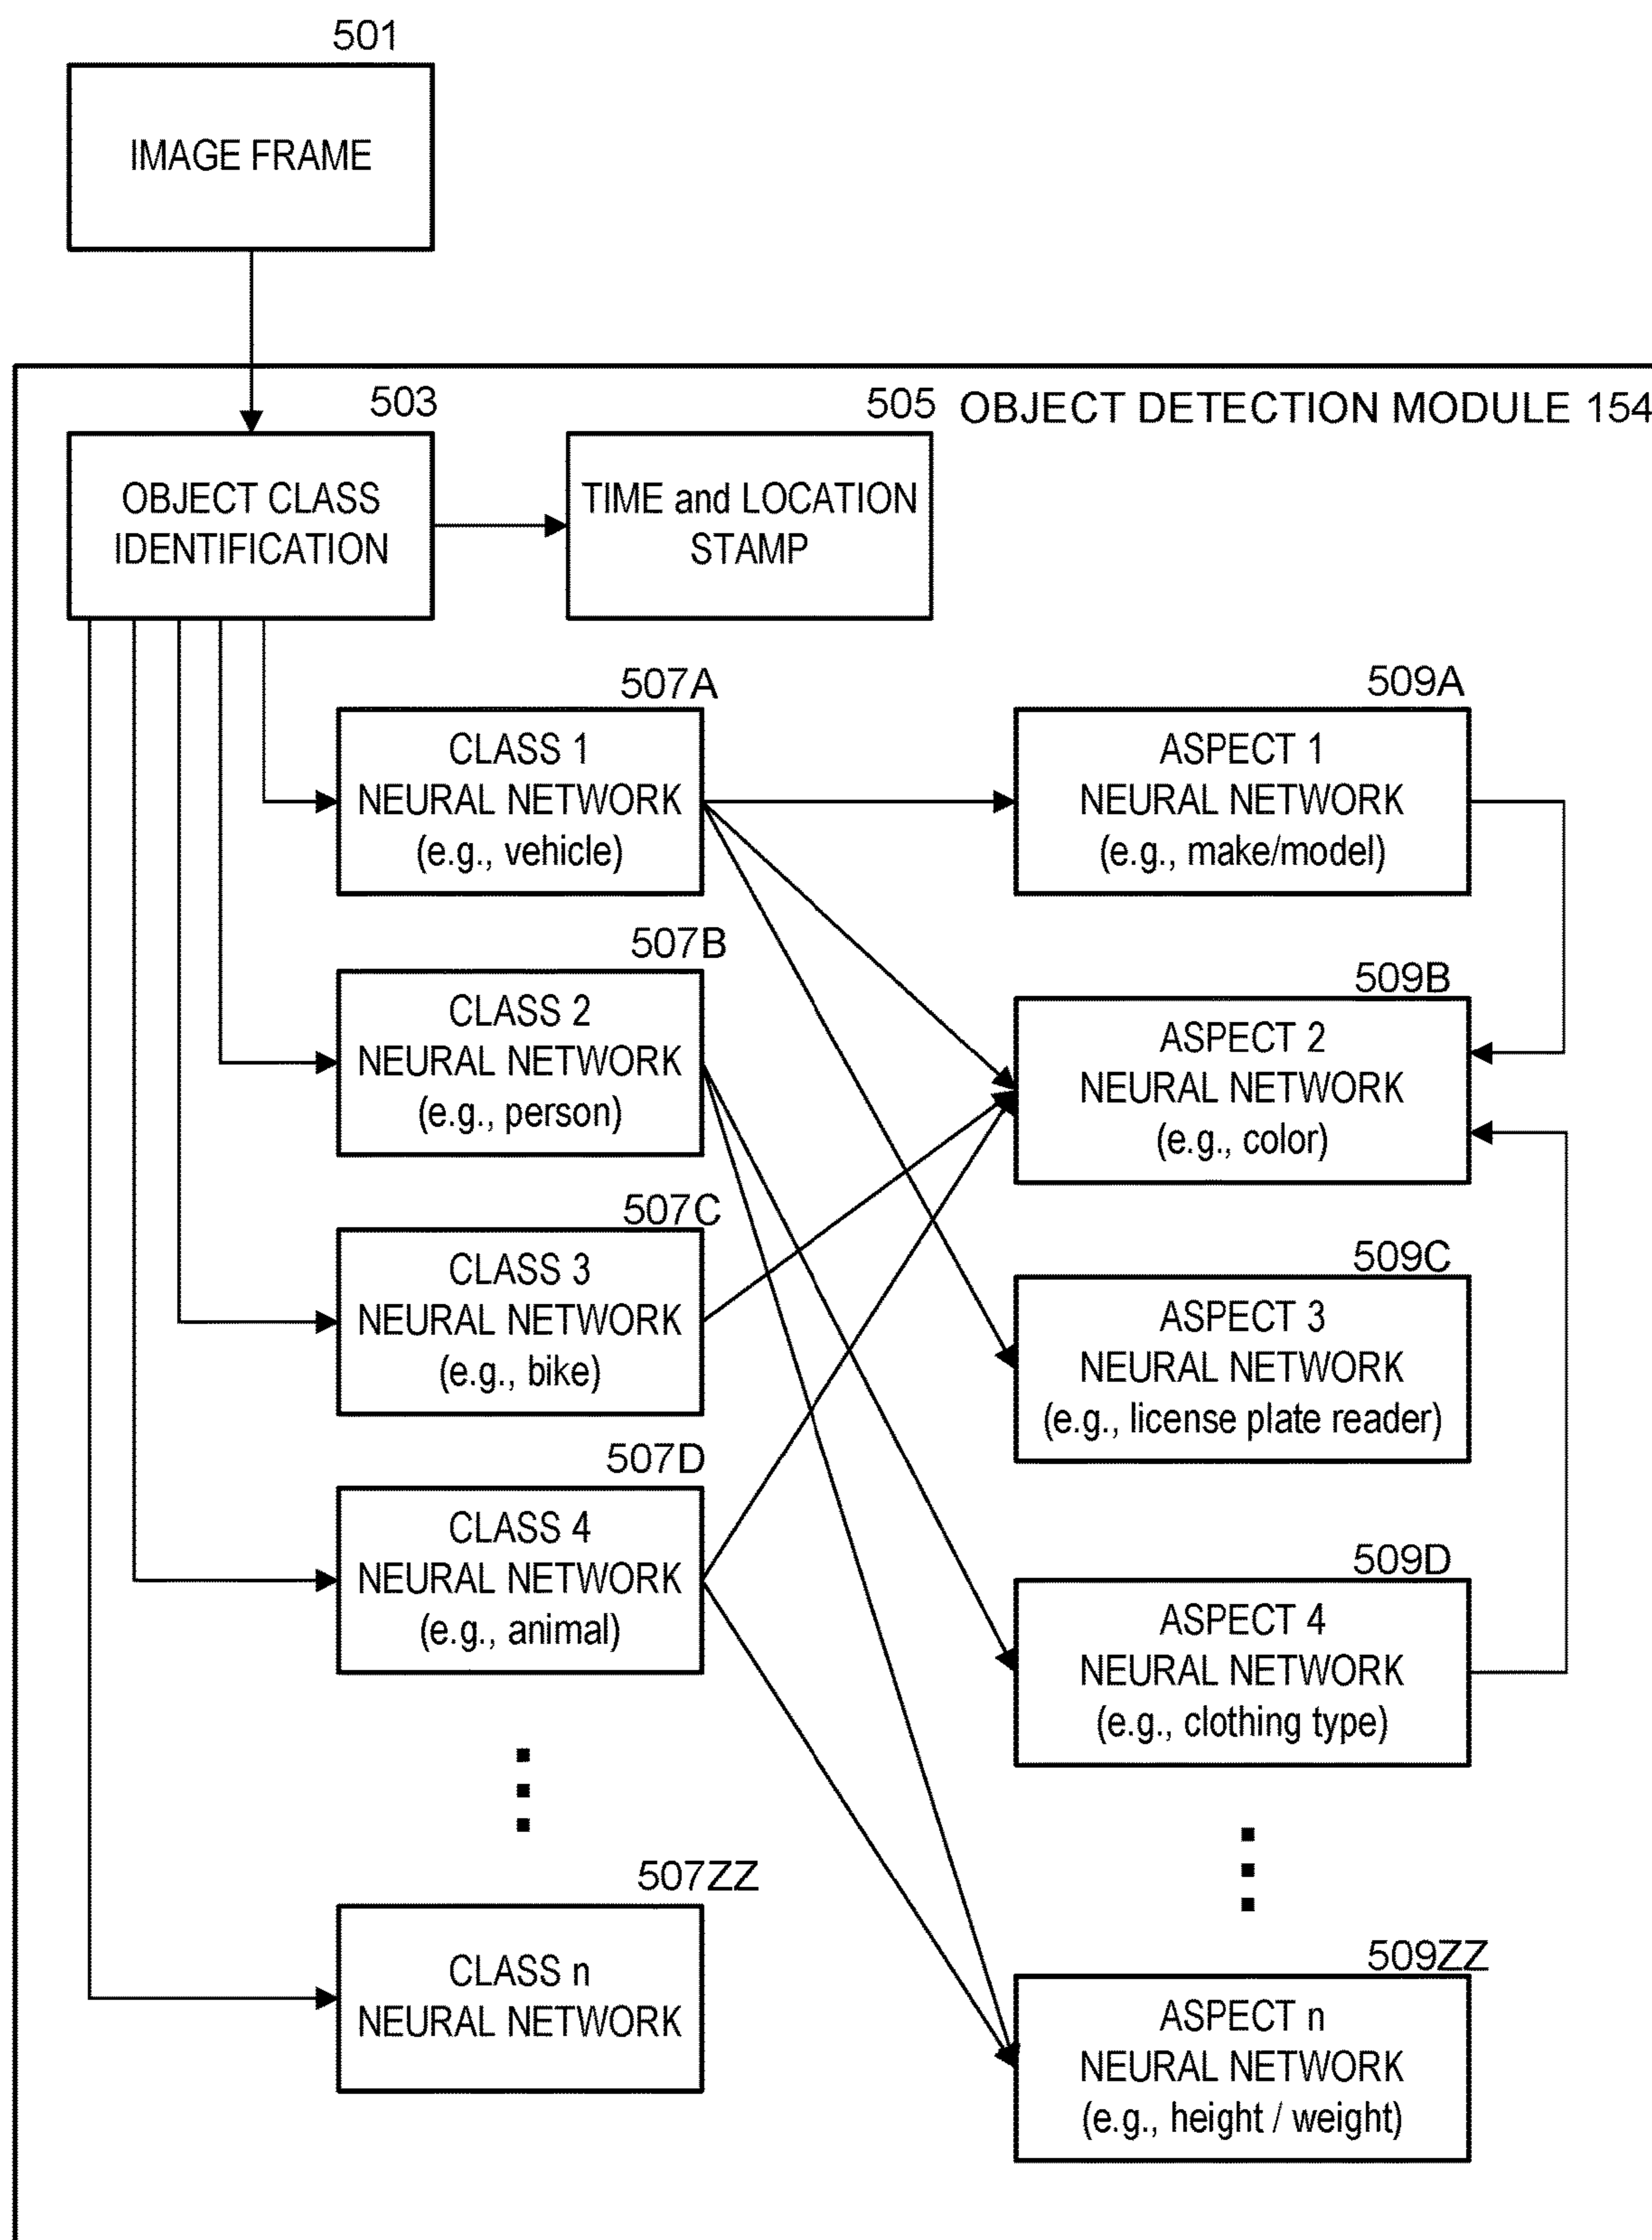 501
IMAGE FRAME
503
505 OBJECT DETECTION MODULE 154
OBJECT CLASS
IDENTIFICATION
TIME and LOCATION
STAMP
507A
CLASS 1
NEURAL NETWORK
(e.g., vehicle)
509A
ASPECT 1
NEURAL NETWORK
(e.g., make/model)
507B
CLASS 2
NEURAL NETWORK
(e.g., person)
509B
ASPECT 2
NEURAL NETWORK
(e.g., color)
507C
CLASS 3
NEURAL NETWORK
(e.g., bike)
509C
ASPECT 3
NEURAL NETWORK
(e.g., license plate reader)
507D
CLASS 4
NEURAL NETWORK
(e.g., animal)
509D
ASPECT 4
NEURAL NETWORK
(e.g., clothing type)
507ZZ
CLASS n
NEURAL NETWORK
509ZZ
ASPECT n
NEURAL NETWORK
(e.g., height / weight)